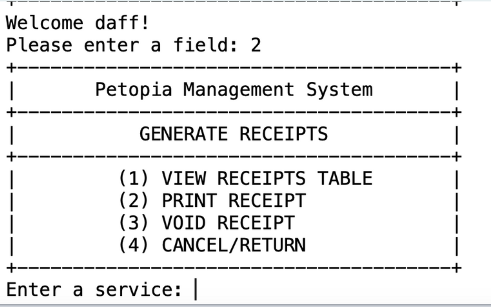 Welcome daff!
Please enter a field: 2
Petopia Management System
GENERATE RECEIPTS
(1) VIEW RECEIPTS TABLE
(2) PRINT RECEIPT
(3) VOID RECEIPT
(4) CANCEL/RETURN
Enter a service: